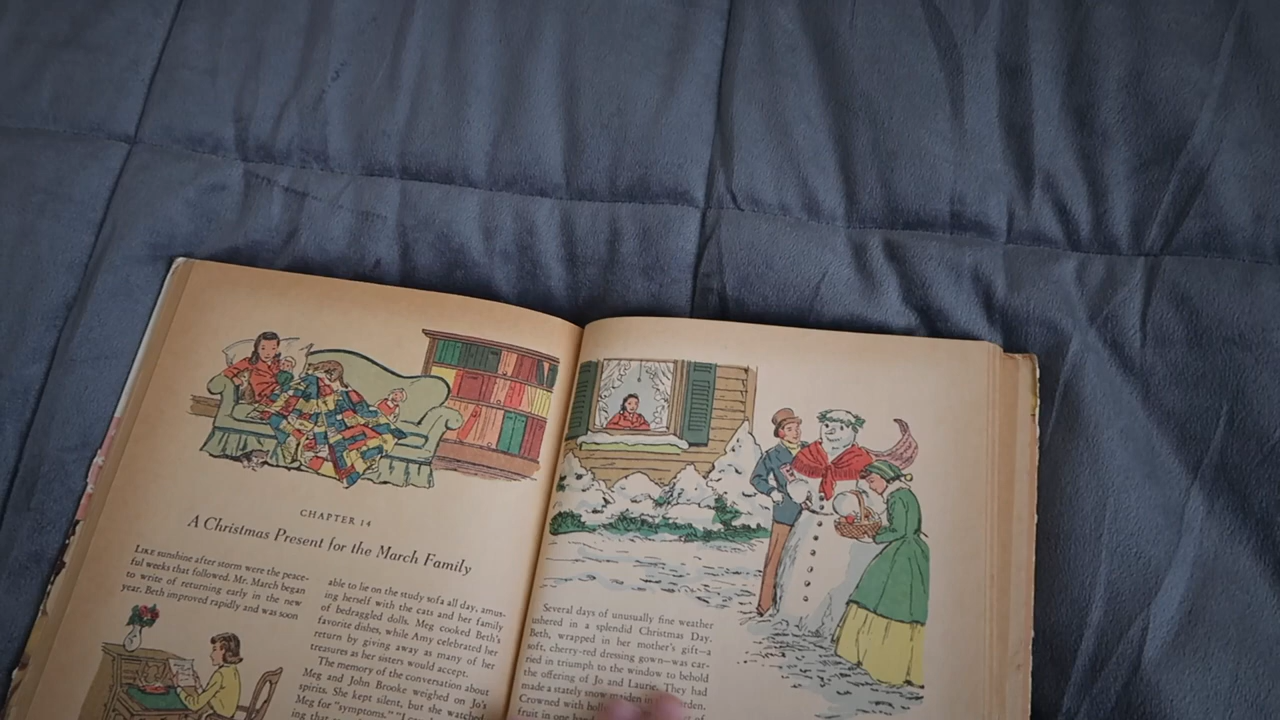 CHAPTER 14
A Christmas Present for the March Family
LIKE sunshine after storm were the peace-
ful weeks that followed. Mr. March began
to write of returning early in the new
year. Beth improved rapidly and was soon
able to lie on the study sofa all day, amus-
ing herself with the cats and her family
of bedraggled dolls. Meg cooked Beth's
favorite dishes, while Amy celebrated her
return by giving away as many of her
treasures as her sisters would accept.
The memory of the conversation about
Meg and John Brooke weighed on Jo's
spirits. She kept silent, but she watched
Meg for "symptoms."
Several days of unusually fine weather
ushered in a splendid Christmas Day.
Beth, wrapped in her mother's gift—a
soft, cherry-red dressing gown—was car-
ried in triumph to the window to behold
the offering of Jo and Laurie. They had
made a stately snow maiden in
Crowned with
fruit in one